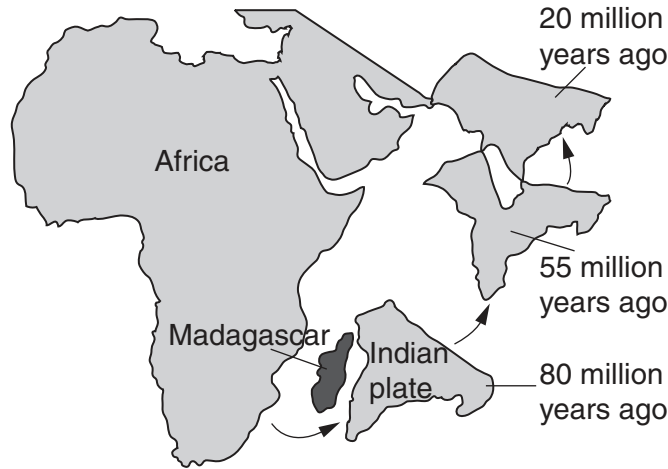 20 million
years ago
Africa
55 million
years ago
Madagascar
Indian
plate
80 million
years ago